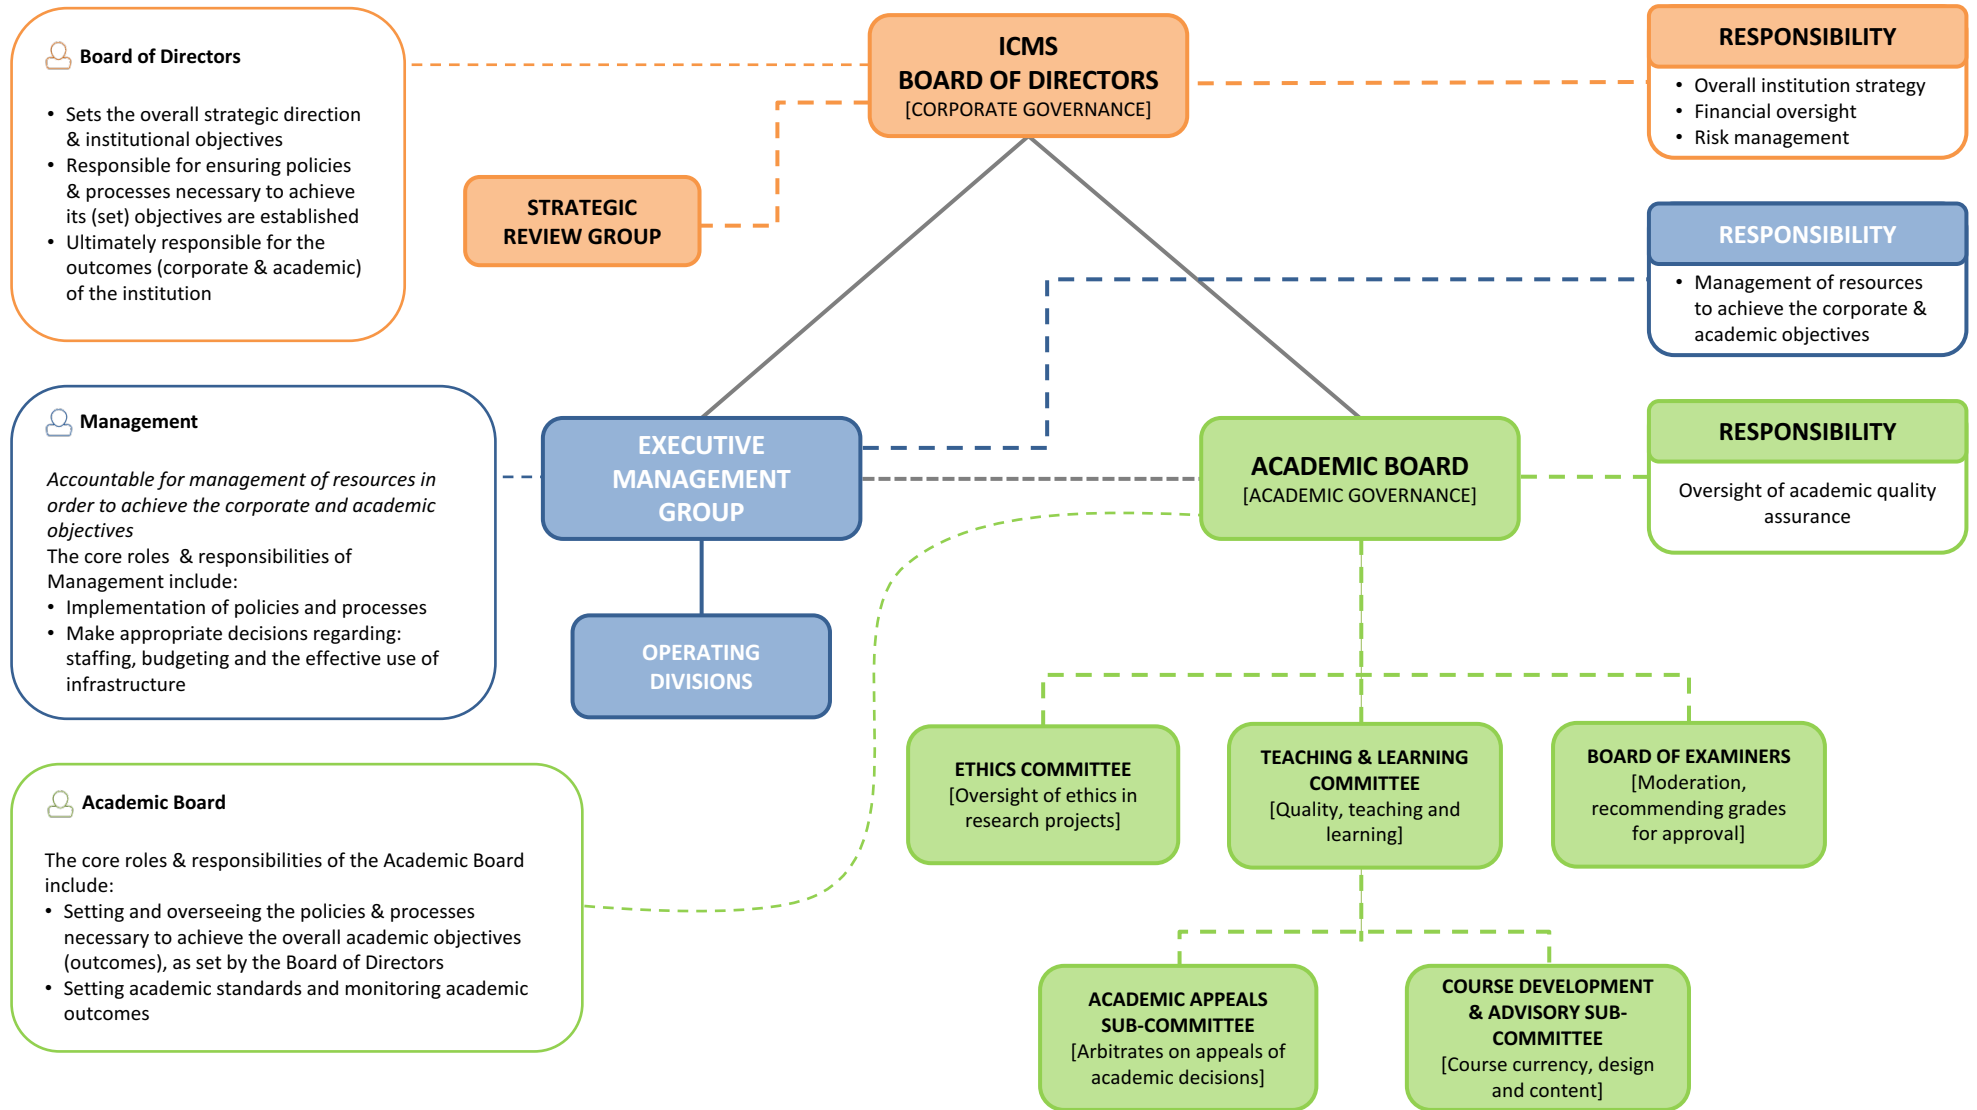 Board of Directors
• Sets the overall strategic direction
& institutional objectives
• Responsible for ensuring policies
& processes necessary to achieve
its (set) objectives are established
• Ultimately responsible for the
outcomes (corporate & academic)
of the institution
ICMS
BOARD OF DIRECTORS
[CORPORATE GOVERNANCE]
RESPONSIBILITY
• Overall institution strategy
• Financial oversight
• Risk management
STRATEGIC
REVIEW GROUP
RESPONSIBILITY
• Management of resources
to achieve the corporate &
academic objectives
Management
Accountable for management of resources in
order to achieve the corporate and academic
objectives
The core roles  & responsibilities of
Management include:
• Implementation of policies and processes
• Make appropriate decisions regarding:
staffing, budgeting and the effective use of
infrastructure
EXECUTIVE
MANAGEMENT
GROUP
ACADEMIC BOARD
[ACADEMIC GOVERNANCE]
RESPONSIBILITY
Oversight of academic quality
assurance
OPERATING
DIVISIONS
Academic Board
The core roles & responsibilities of the Academic Board
include:
• Setting and overseeing the policies & processes
necessary to achieve the overall academic objectives
(outcomes), as set by the Board of Directors
• Setting academic standards and monitoring academic
outcomes
ETHICS COMMITTEE
[Oversight of ethics in
research projects]
TEACHING & LEARNING
COMMITTEE
[Quality, teaching and
learning]
BOARD OF EXAMINERS
[Moderation,
recommending grades
for approval]
ACADEMIC APPEALS
SUB-COMMITTEE
[Arbitrates on appeals of
academic decisions]
COURSE DEVELOPMENT
& ADVISORY SUB-
COMMITTEE
[Course currency, design
and content]